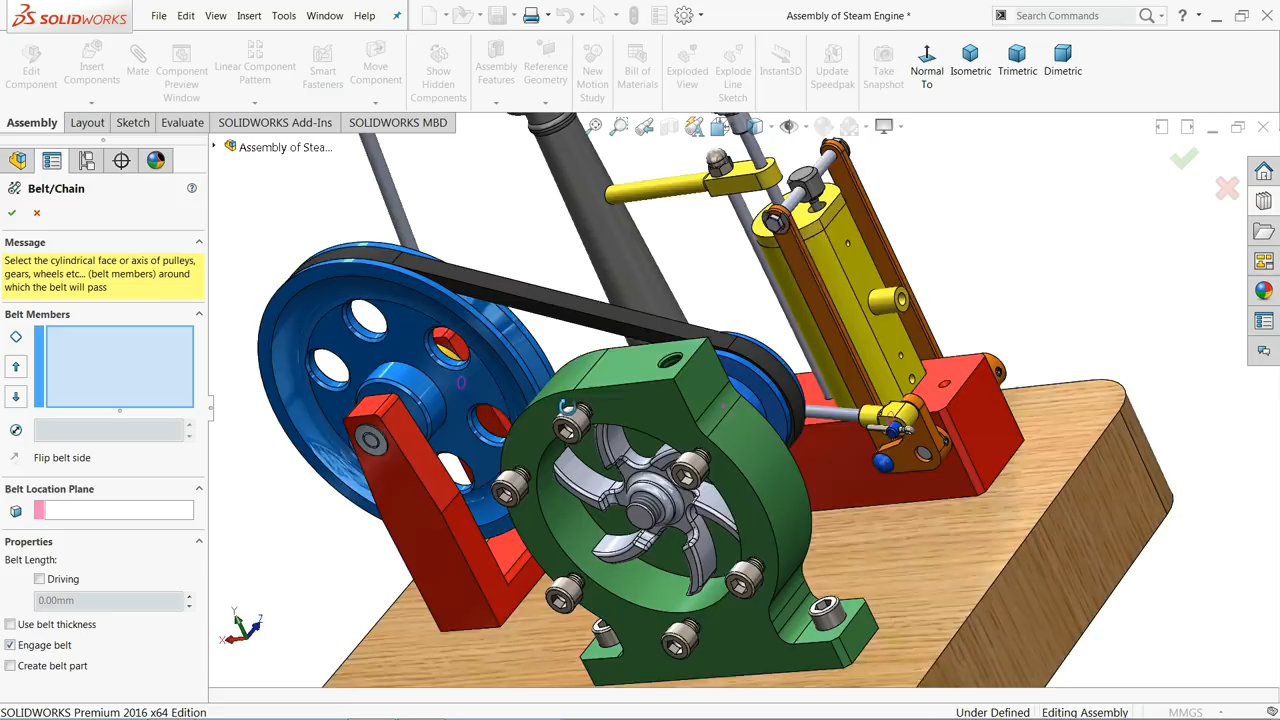 SOLIDWORKS
File Edit View Insert Tools Window Help
Assembly of Steam Engine *
Search Commands
?
Edit Component
Insert Components
Mate
Component Preview Window
Linear Component Pattern
Smart Fasteners
Move Component
Show Hidden Components
Assembly Features
Reference Geometry
New Motion Study
Bill of Materials
Exploded View
Explode Line Sketch
Instant3D
Update Speedpak
Take Snapshot
Normal To
Isometric
Trimetric
Dimetric
Assembly Layout Sketch Evaluate SOLIDWORKS Add-Ins SOLIDWORKS MBD
Assembly of Stea...
Belt/Chain
Message
Select the cylindrical face or axis of pulleys,
gears, wheels etc... (belt members) around
which the belt will pass
Belt Members
Flip belt side
Belt Location Plane
Properties
Belt Length:
Driving
0.00mm
Use belt thickness
Engage belt
Create belt part
Y
Z
X
SOLIDWORKS Premium 2016 x64 Edition
Under Defined Editing Assembly MMGS